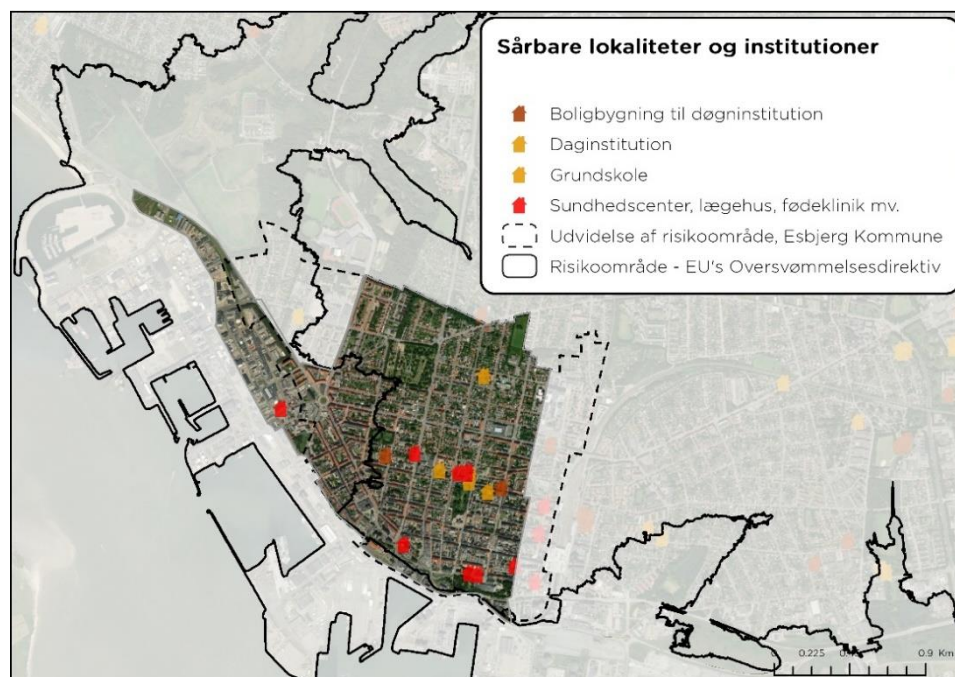 Sårbare lokaliteter og institutioner
Boligbygning til døgninstitution
Daginstitution
Grundskole
Sundhedscenter, lægehus, fødeklinik mv.
Udvidelse af risikoområde, Esbjerg Kommune
Risikoområde - EU's Oversvømmelsesdirektiv
0 0.225 0.9 Km